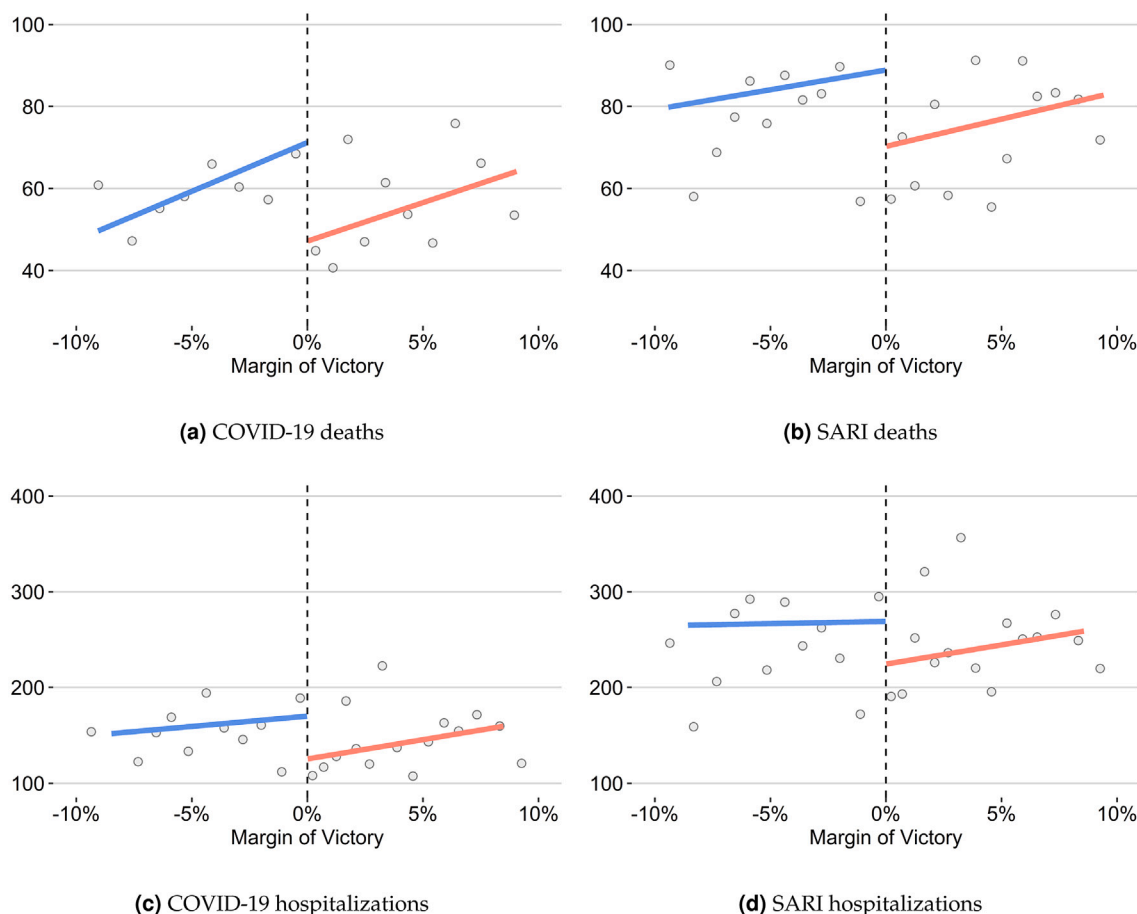 100
80
60
40
-10% -5% 0% 5% 10%
Margin of Victory
(a) COVID-19 deaths
100
80
60
40
-10% -5% 0% 5% 10%
Margin of Victory
(b) SARI deaths
400
300
200
100
-10% -5% 0% 5% 10%
Margin of Victory
(c) COVID-19 hospitalizations
400
300
200
100
-10% -5% 0% 5% 10%
Margin of Victory
(d) SARI hospitalizations